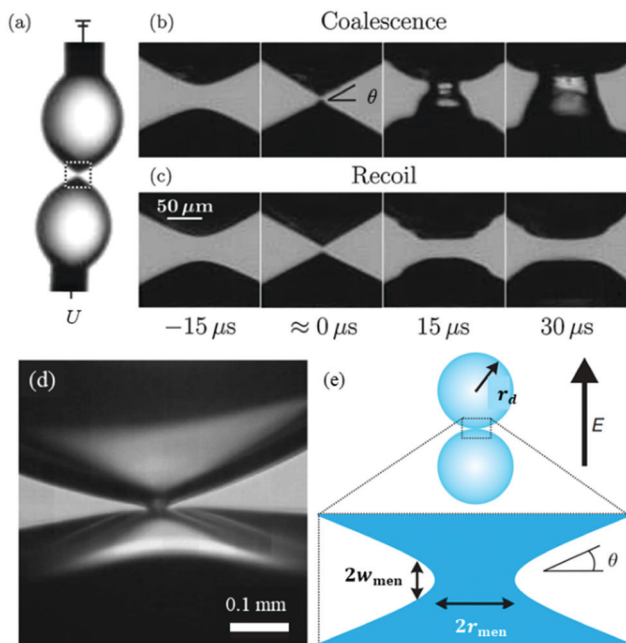 (a)
U
(b) Coalescence
θ
(c) Recoil
50 μm
−15 μs ≈ 0 μs 15 μs 30 μs
(d)
0.1 mm
(e)
r_d
E
2w_men
2r_men
θ